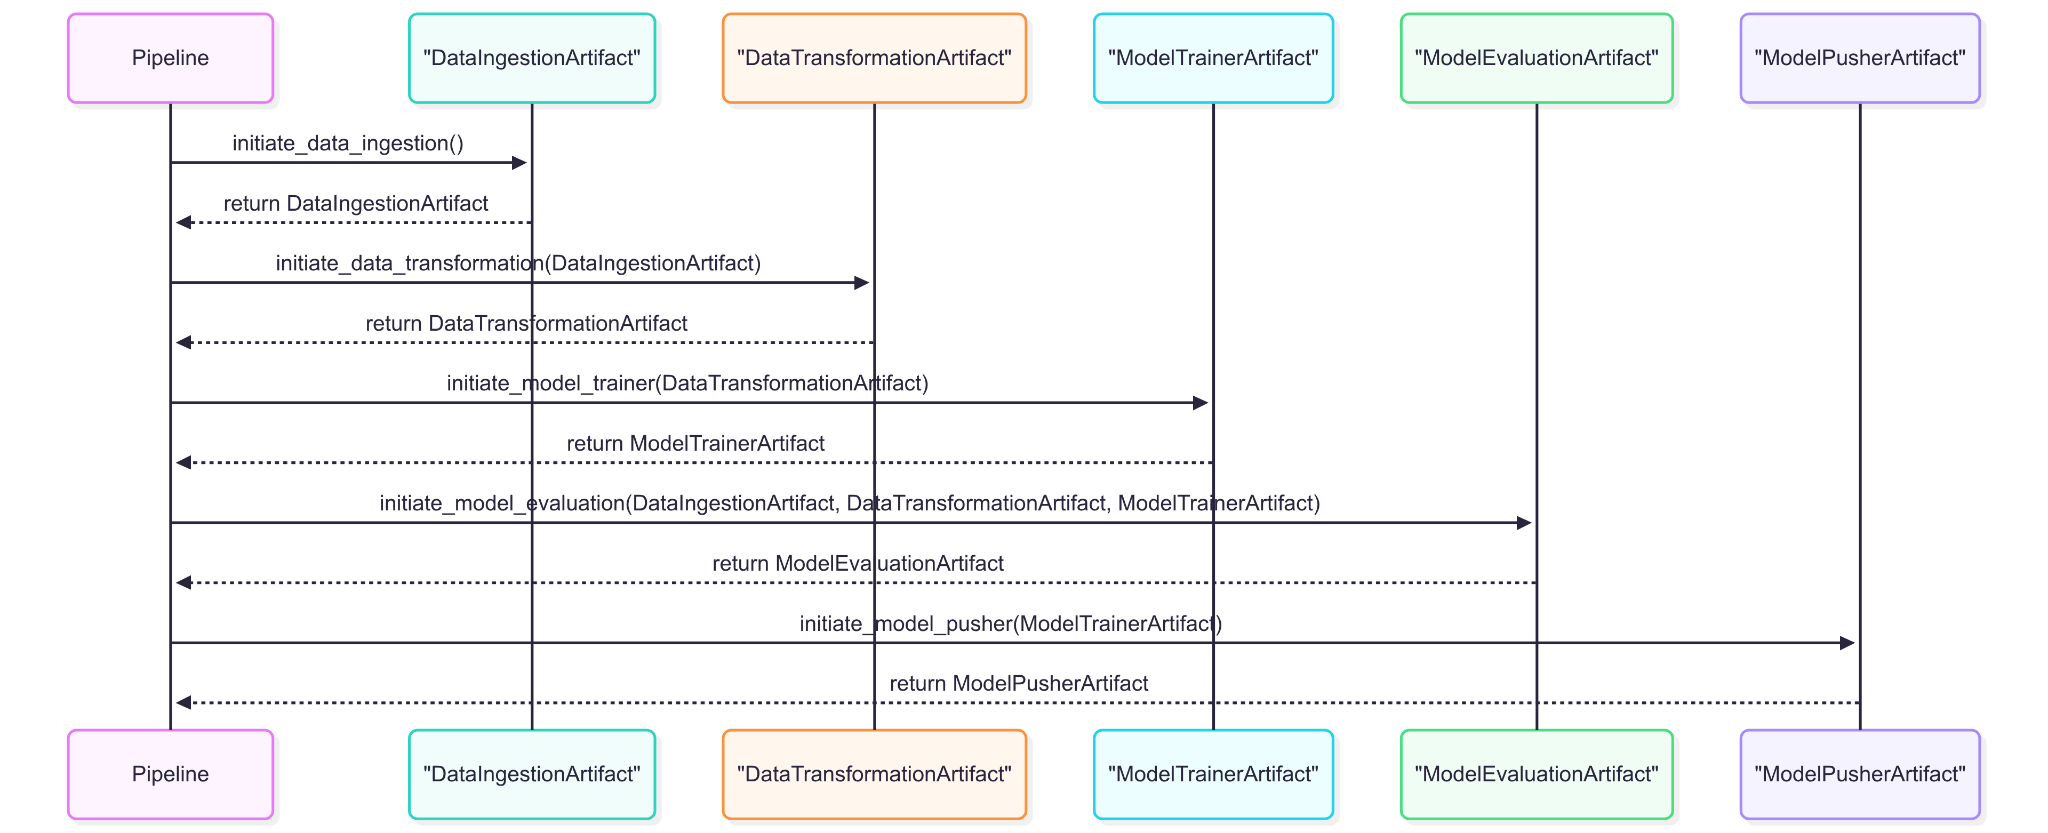 Pipeline
"DataIngestionArtifact"
"DataTransformationArtifact"
"ModelTrainerArtifact"
"ModelEvaluationArtifact"
"ModelPusherArtifact"
initiate_data_ingestion()
return DataIngestionArtifact
initiate_data_transformation(DataIngestionArtifact)
return DataTransformationArtifact
initiate_model_trainer(DataTransformationArtifact)
return ModelTrainerArtifact
initiate_model_evaluation(DataIngestionArtifact, DataTransformationArtifact, ModelTrainerArtifact)
return ModelEvaluationArtifact
initiate_model_pusher(ModelTrainerArtifact)
return ModelPusherArtifact
Pipeline
"DataIngestionArtifact"
"DataTransformationArtifact"
"ModelTrainerArtifact"
"ModelEvaluationArtifact"
"ModelPusherArtifact"